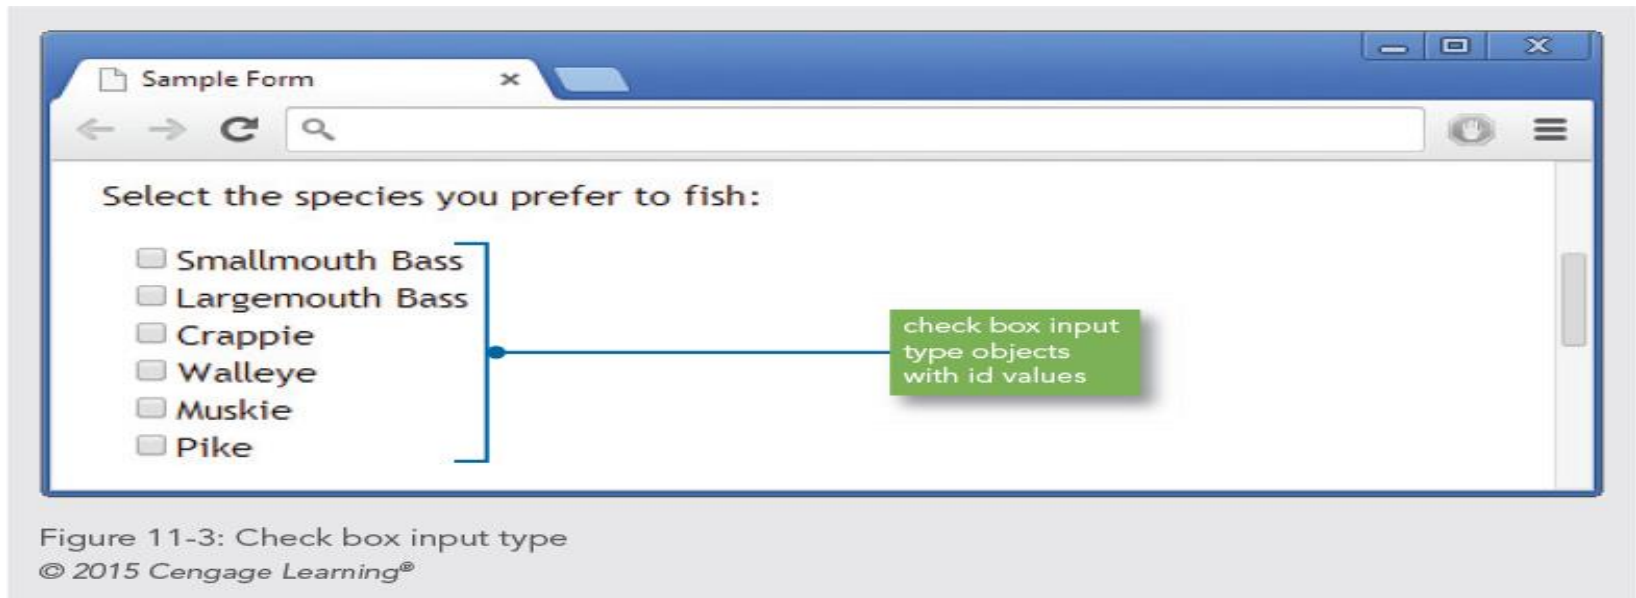 Sample Form
Select the species you prefer to fish:
Smallmouth Bass
Largemouth Bass
Crappie
Walleye
Muskie
Pike
check box input
type objects
with id values
Figure 11-3: Check box input type
© 2015 Cengage Learning®